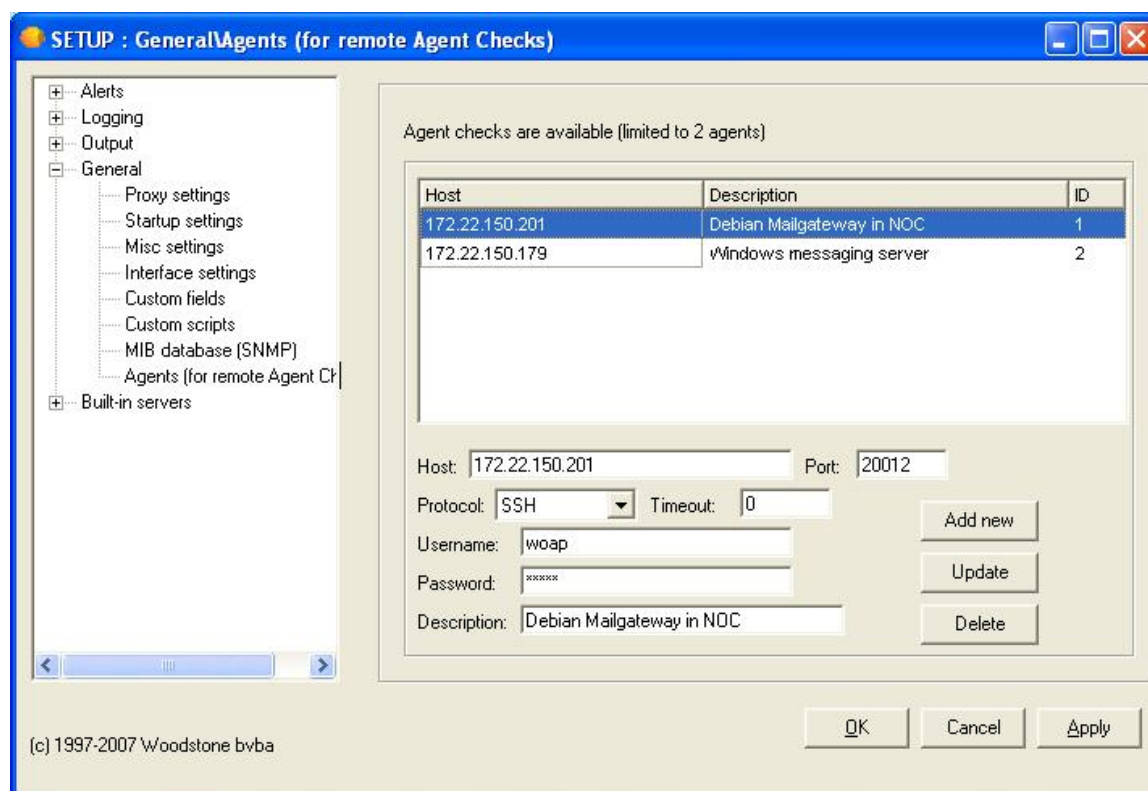 SETUP : General\Agents (for remote Agent Checks)
Alerts
Logging
Output
General
Proxy settings
Startup settings
Misc settings
Interface settings
Custom fields
Custom scripts
MIB database (SNMP)
Agents (for remote Agent Ch
Built-in servers
Agent checks are available (limited to 2 agents)
Host Description ID
172.22.150.201 Debian Mailgateway in NOC 1
172.22.150.179 Windows messaging server 2
Host: 172.22.150.201 Port: 20012
Protocol: SSH Timeout: 0
Username: woap
Password: *****
Description: Debian Mailgateway in NOC
Add new
Update
Delete
(c) 1997-2007 Woodstone bvba
OK Cancel Apply